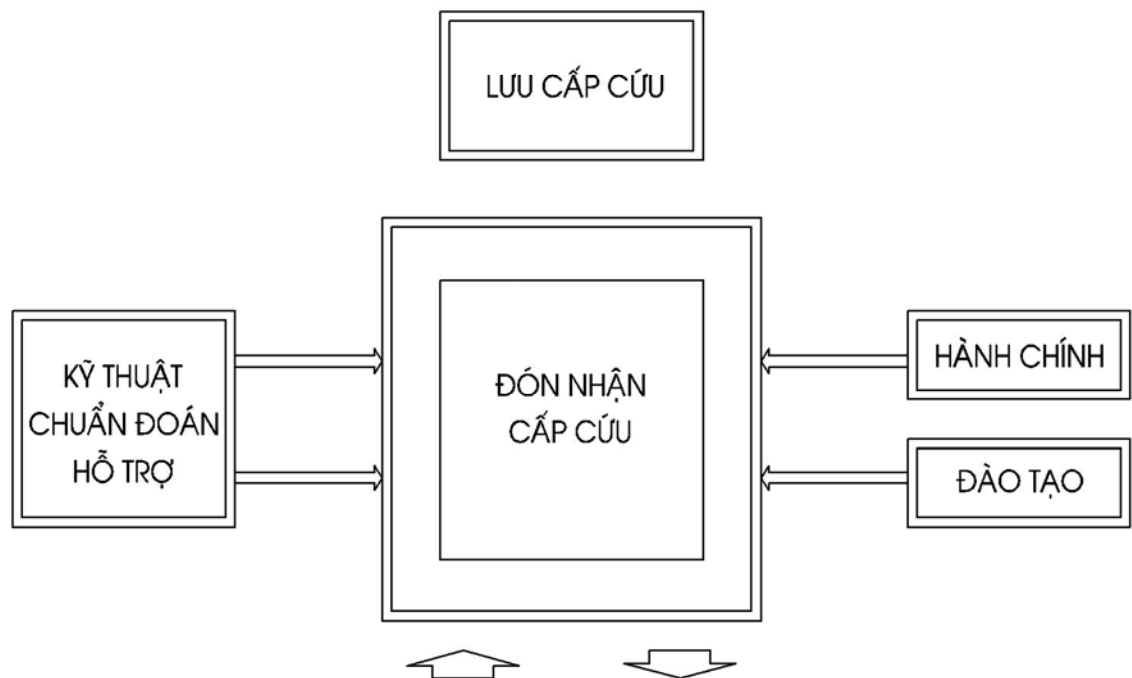 LƯU CẤP CỨU
KỸ THUẬT
CHUẨN ĐOÁN
HỖ TRỢ
ĐÓN NHẬN
CẤP CỨU
HÀNH CHÍNH
ĐÀO TẠO